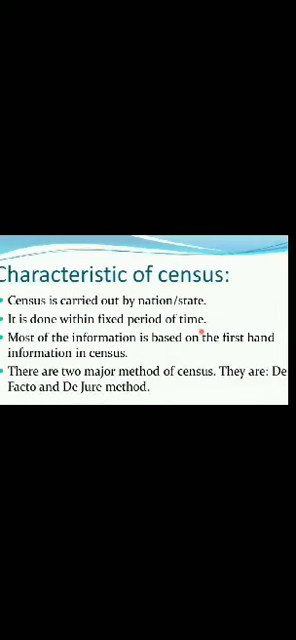 Characteristic of census:
Census is carried out by nation/state.
It is done within fixed period of time.
Most of the information is based on the first hand
information in census.
There are two major method of census. They are: De
Facto and De Jure method.